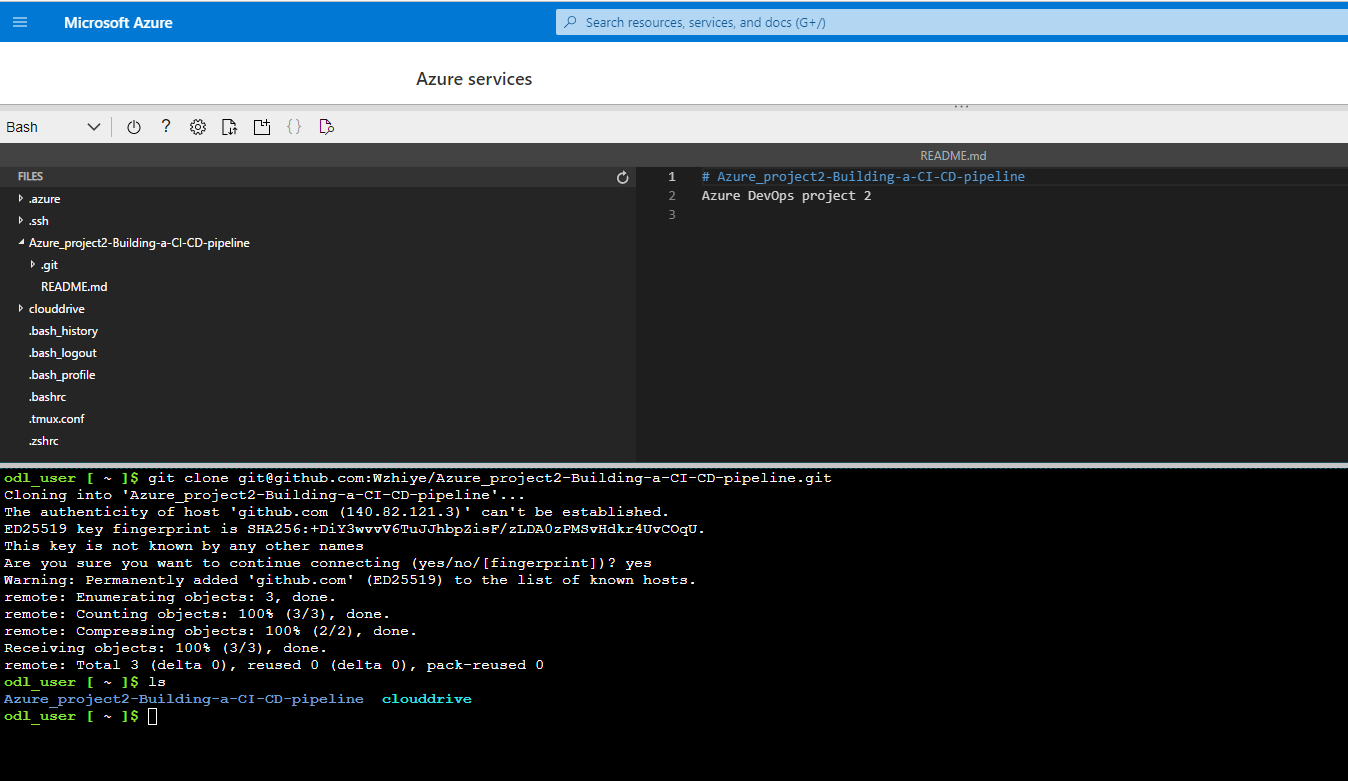 Microsoft Azure
Search resources, services, and docs (G+/)
Azure services
Bash
?
{}
README.md
FILES
.azure
.ssh
Azure_project2-Building-a-CI-CD-pipeline
.git
README.md
clouddrive
.bash_history
.bash_logout
.bash_profile
.bashrc
.tmux.conf
.zshrc
1 # Azure_project2-Building-a-CI-CD-pipeline
2 Azure DevOps project 2
3
odl_user [ ~ ]$ git clone git@github.com:Wzhiye/Azure_project2-Building-a-CI-CD-pipeline.git
Cloning into 'Azure_project2-Building-a-CI-CD-pipeline'...
The authenticity of host 'github.com (140.82.121.3)' can't be established.
ED25519 key fingerprint is SHA256:+DiY3wvvV6TuJJhbpZisF/zLDA0zPMSvHdkr4UvCOqU.
This key is not known by any other names
Are you sure you want to continue connecting (yes/no/[fingerprint])? yes
Warning: Permanently added 'github.com' (ED25519) to the list of known hosts.
remote: Enumerating objects: 3, done.
remote: Counting objects: 100% (3/3), done.
remote: Compressing objects: 100% (2/2), done.
Receiving objects: 100% (3/3), done.
remote: Total 3 (delta 0), reused 0 (delta 0), pack-reused 0
odl_user [ ~ ]$ ls
Azure_project2-Building-a-CI-CD-pipeline  clouddrive
odl_user [ ~ ]$